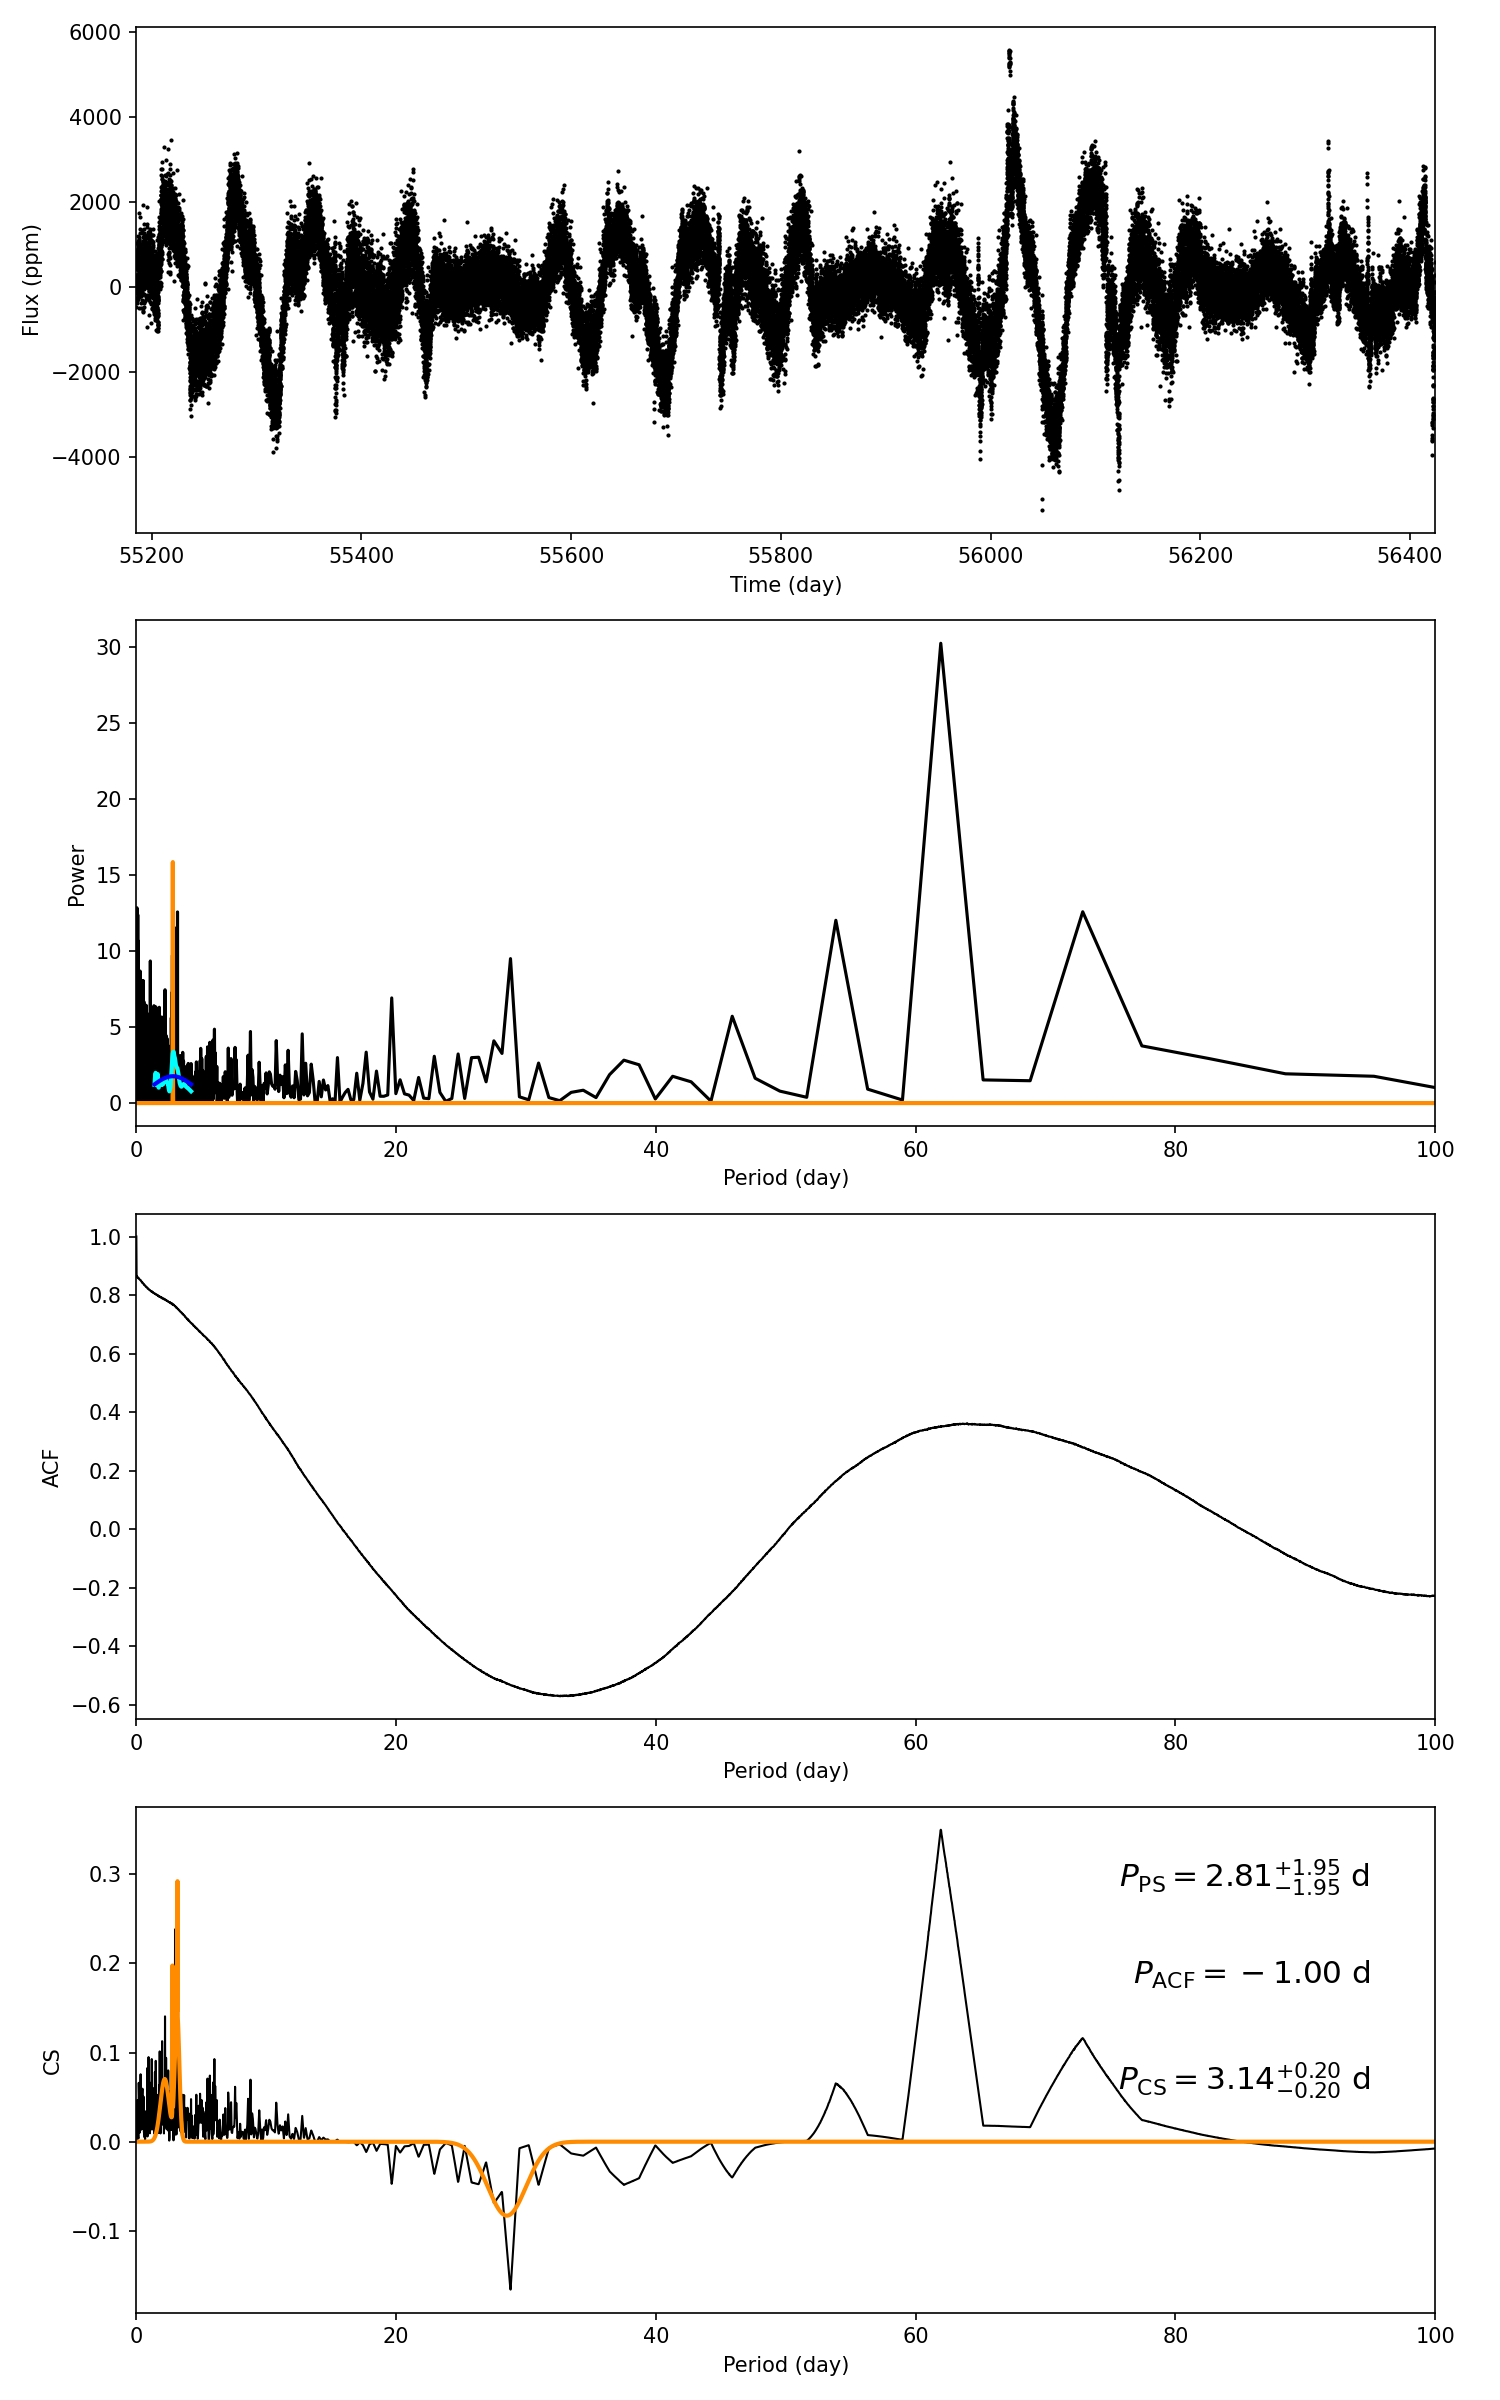 6000
4000
2000
0
−2000
−4000
Flux (ppm)
55200 55400 55600 55800 56000 56200 56400
Time (day)
30
25
20
15
10
5
0
Power
0 20 40 60 80 100
Period (day)
1.0
0.8
0.6
0.4
0.2
0.0
−0.2
−0.4
−0.6
ACF
0 20 40 60 80 100
Period (day)
0.3
0.2
0.1
0.0
−0.1
CS
P_PS = 2.81^{+1.95}_{−1.95} d
P_ACF = −1.00 d
P_CS = 3.14^{+0.20}_{−0.20} d
0 20 40 60 80 100
Period (day)